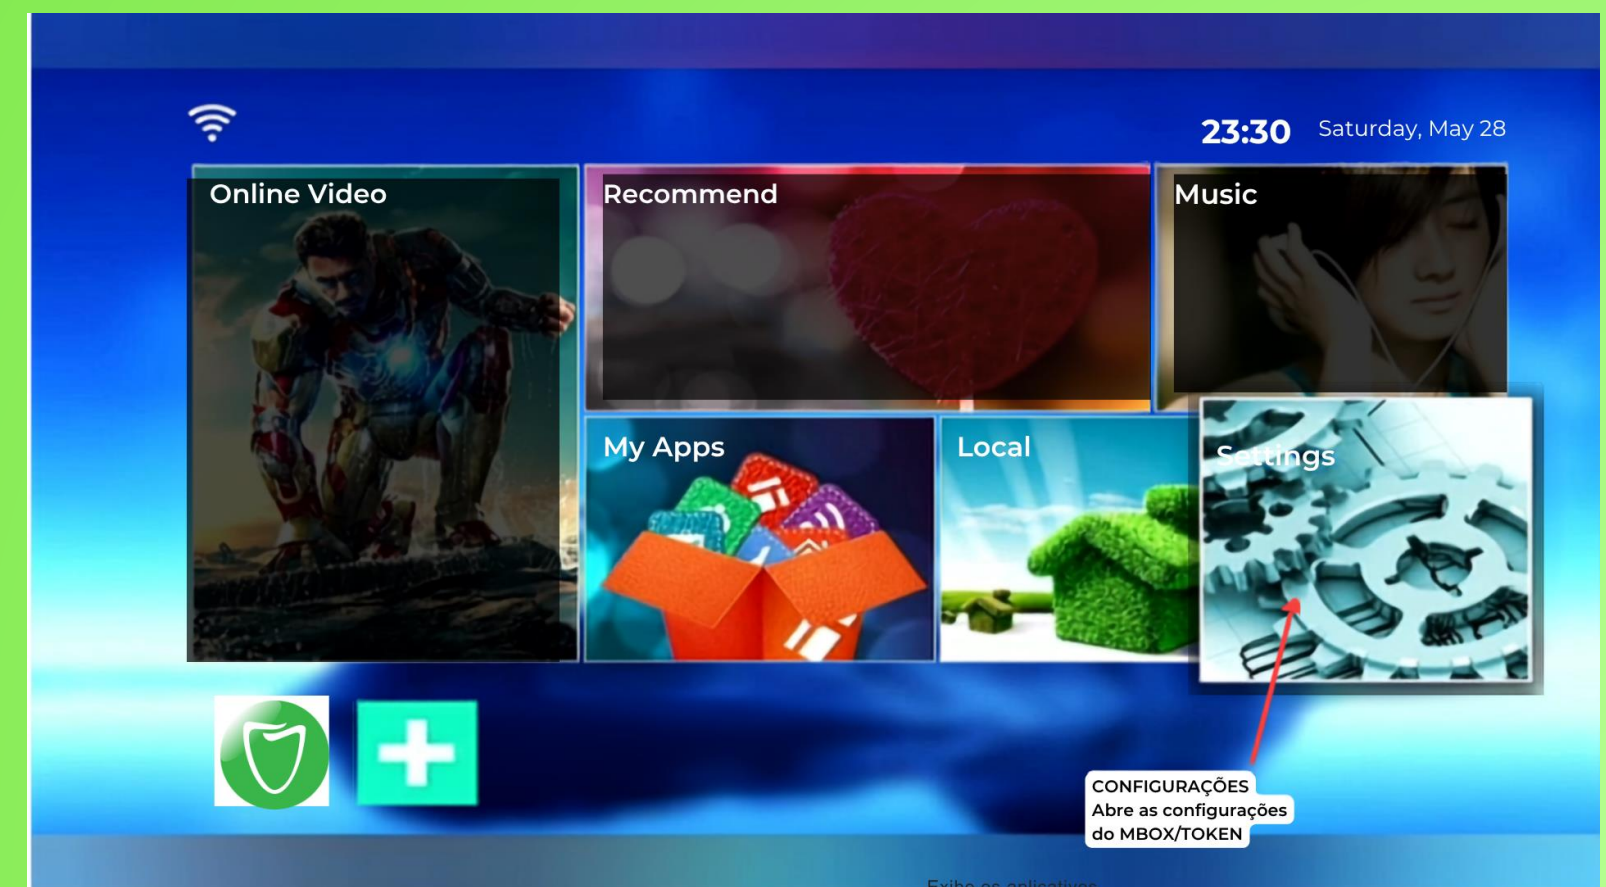 23:30 Saturday, May 28
Online Video
Recommend
Music
My Apps
Local
Settings
CONFIGURAÇÕES
Abre as configurações
do MBOX/TOKEN